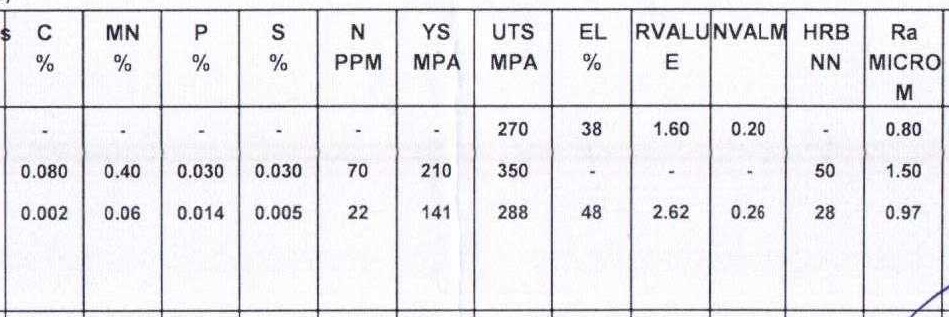 s C MN P S N YS UTS EL RVALU NVALM HRB Ra
% % % % PPM MPA MPA % E NN MICRO
M
- - - - - - 270 38 1.60 0.20 - 0.80
0.080 0.40 0.030 0.030 70 210 350 - - - 50 1.50
0.002 0.06 0.014 0.005 22 141 288 48 2.62 0.26 28 0.97